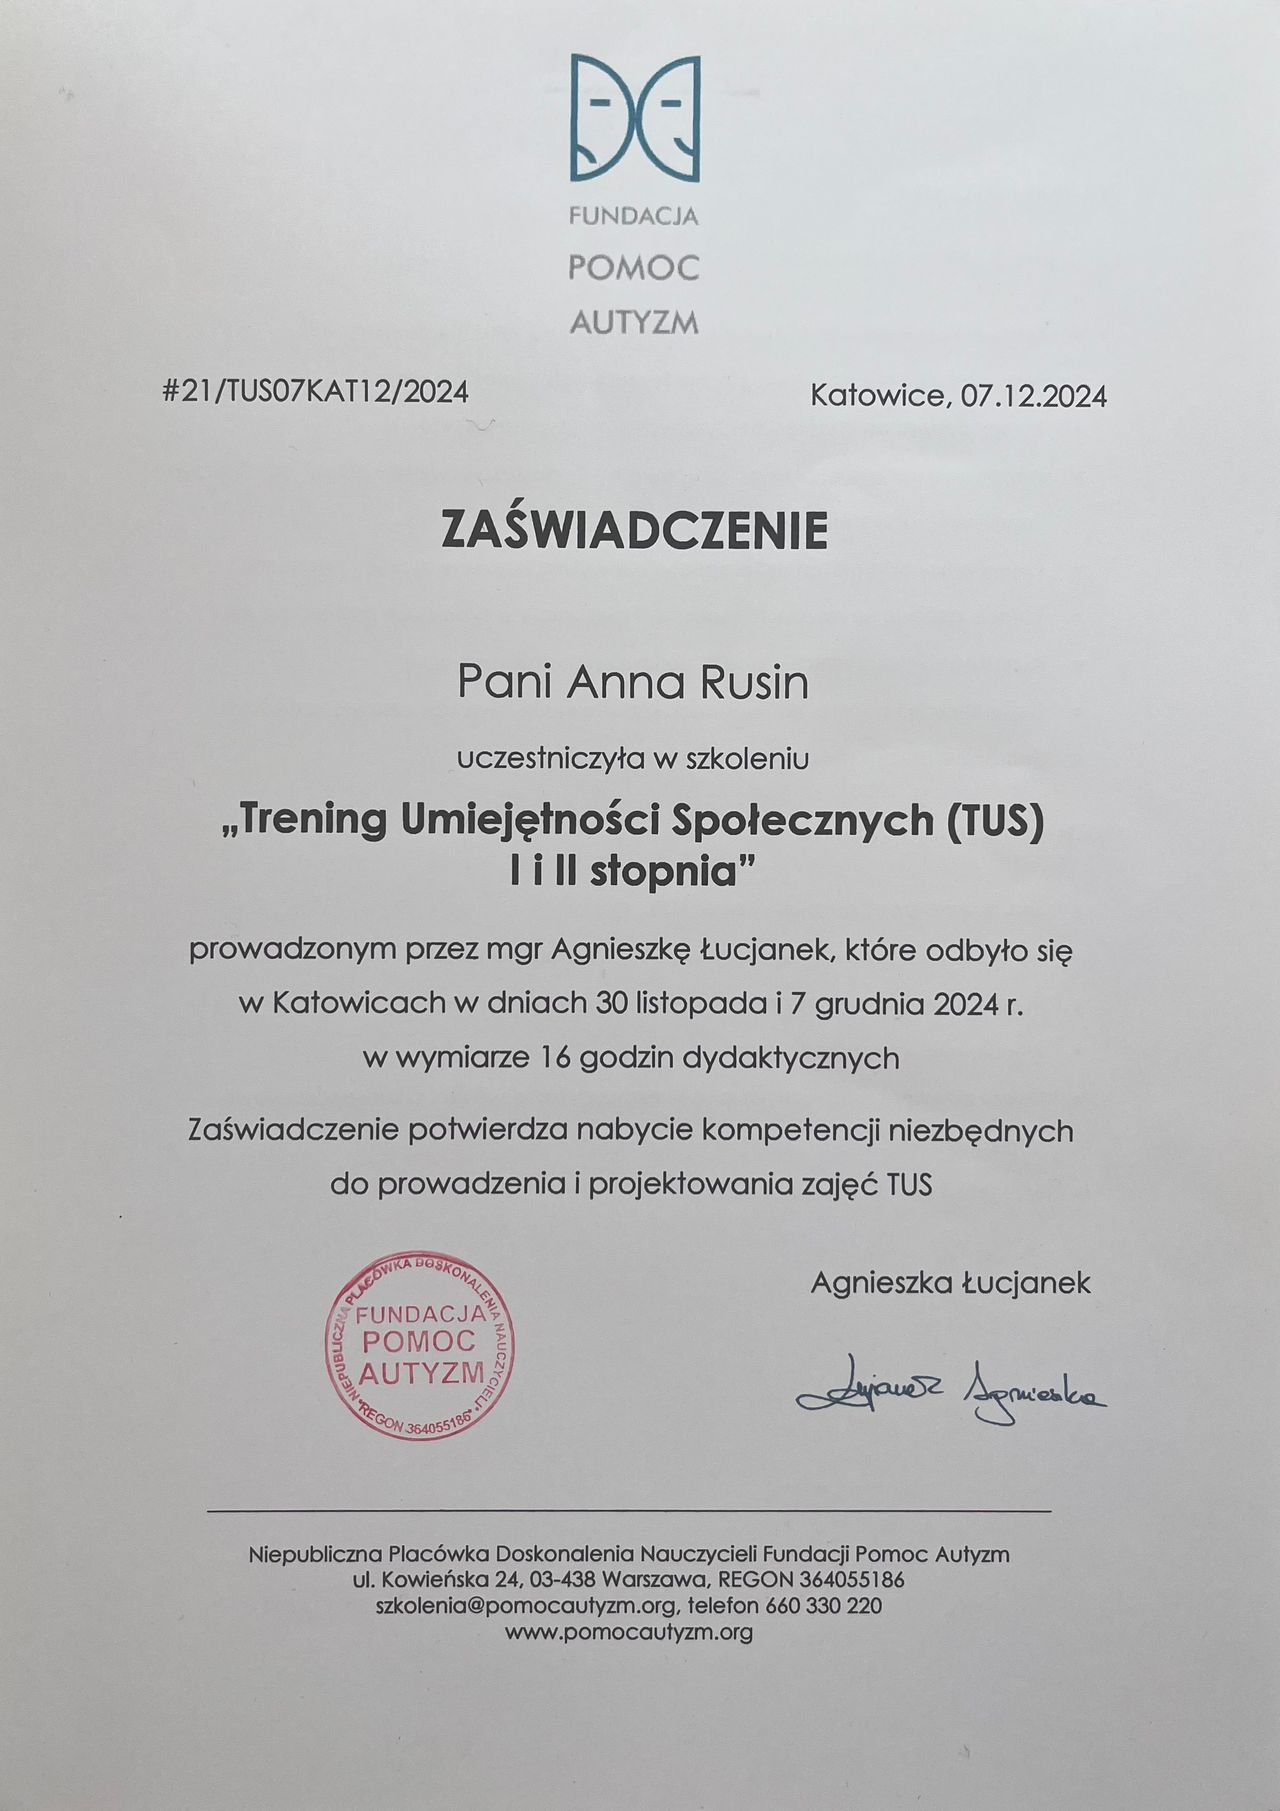 FUNDACJA
POMOC
AUTYZM
#21/TUS07KAT12/2024
Katowice, 07.12.2024
ZAŚWIADCZENIE
Pani Anna Rusin
uczestniczyła w szkoleniu
„Trening Umiejętności Społecznych (TUS)
I i II stopnia”
prowadzonym przez mgr Agnieszkę Łucjanek, które odbyło się
w Katowicach w dniach 30 listopada i 7 grudnia 2024 r.
w wymiarze 16 godzin dydaktycznych
Zaświadczenie potwierdza nabycie kompetencji niezbędnych
do prowadzenia i projektowania zajęć TUS
NIEPUBLICZNA PLACÓWKA DOSKONALENIA NAUCZYCIELI
FUNDACJA
POMOC
AUTYZM
REGON 364055186
Agnieszka Łucjanek
Łucjanek Agnieszka
Niepubliczna Placówka Doskonalenia Nauczycieli Fundacji Pomoc Autyzm
ul. Kowieńska 24, 03-438 Warszawa, REGON 364055186
szkolenia@pomocautyzm.org, telefon 660 330 220
www.pomocautyzm.org